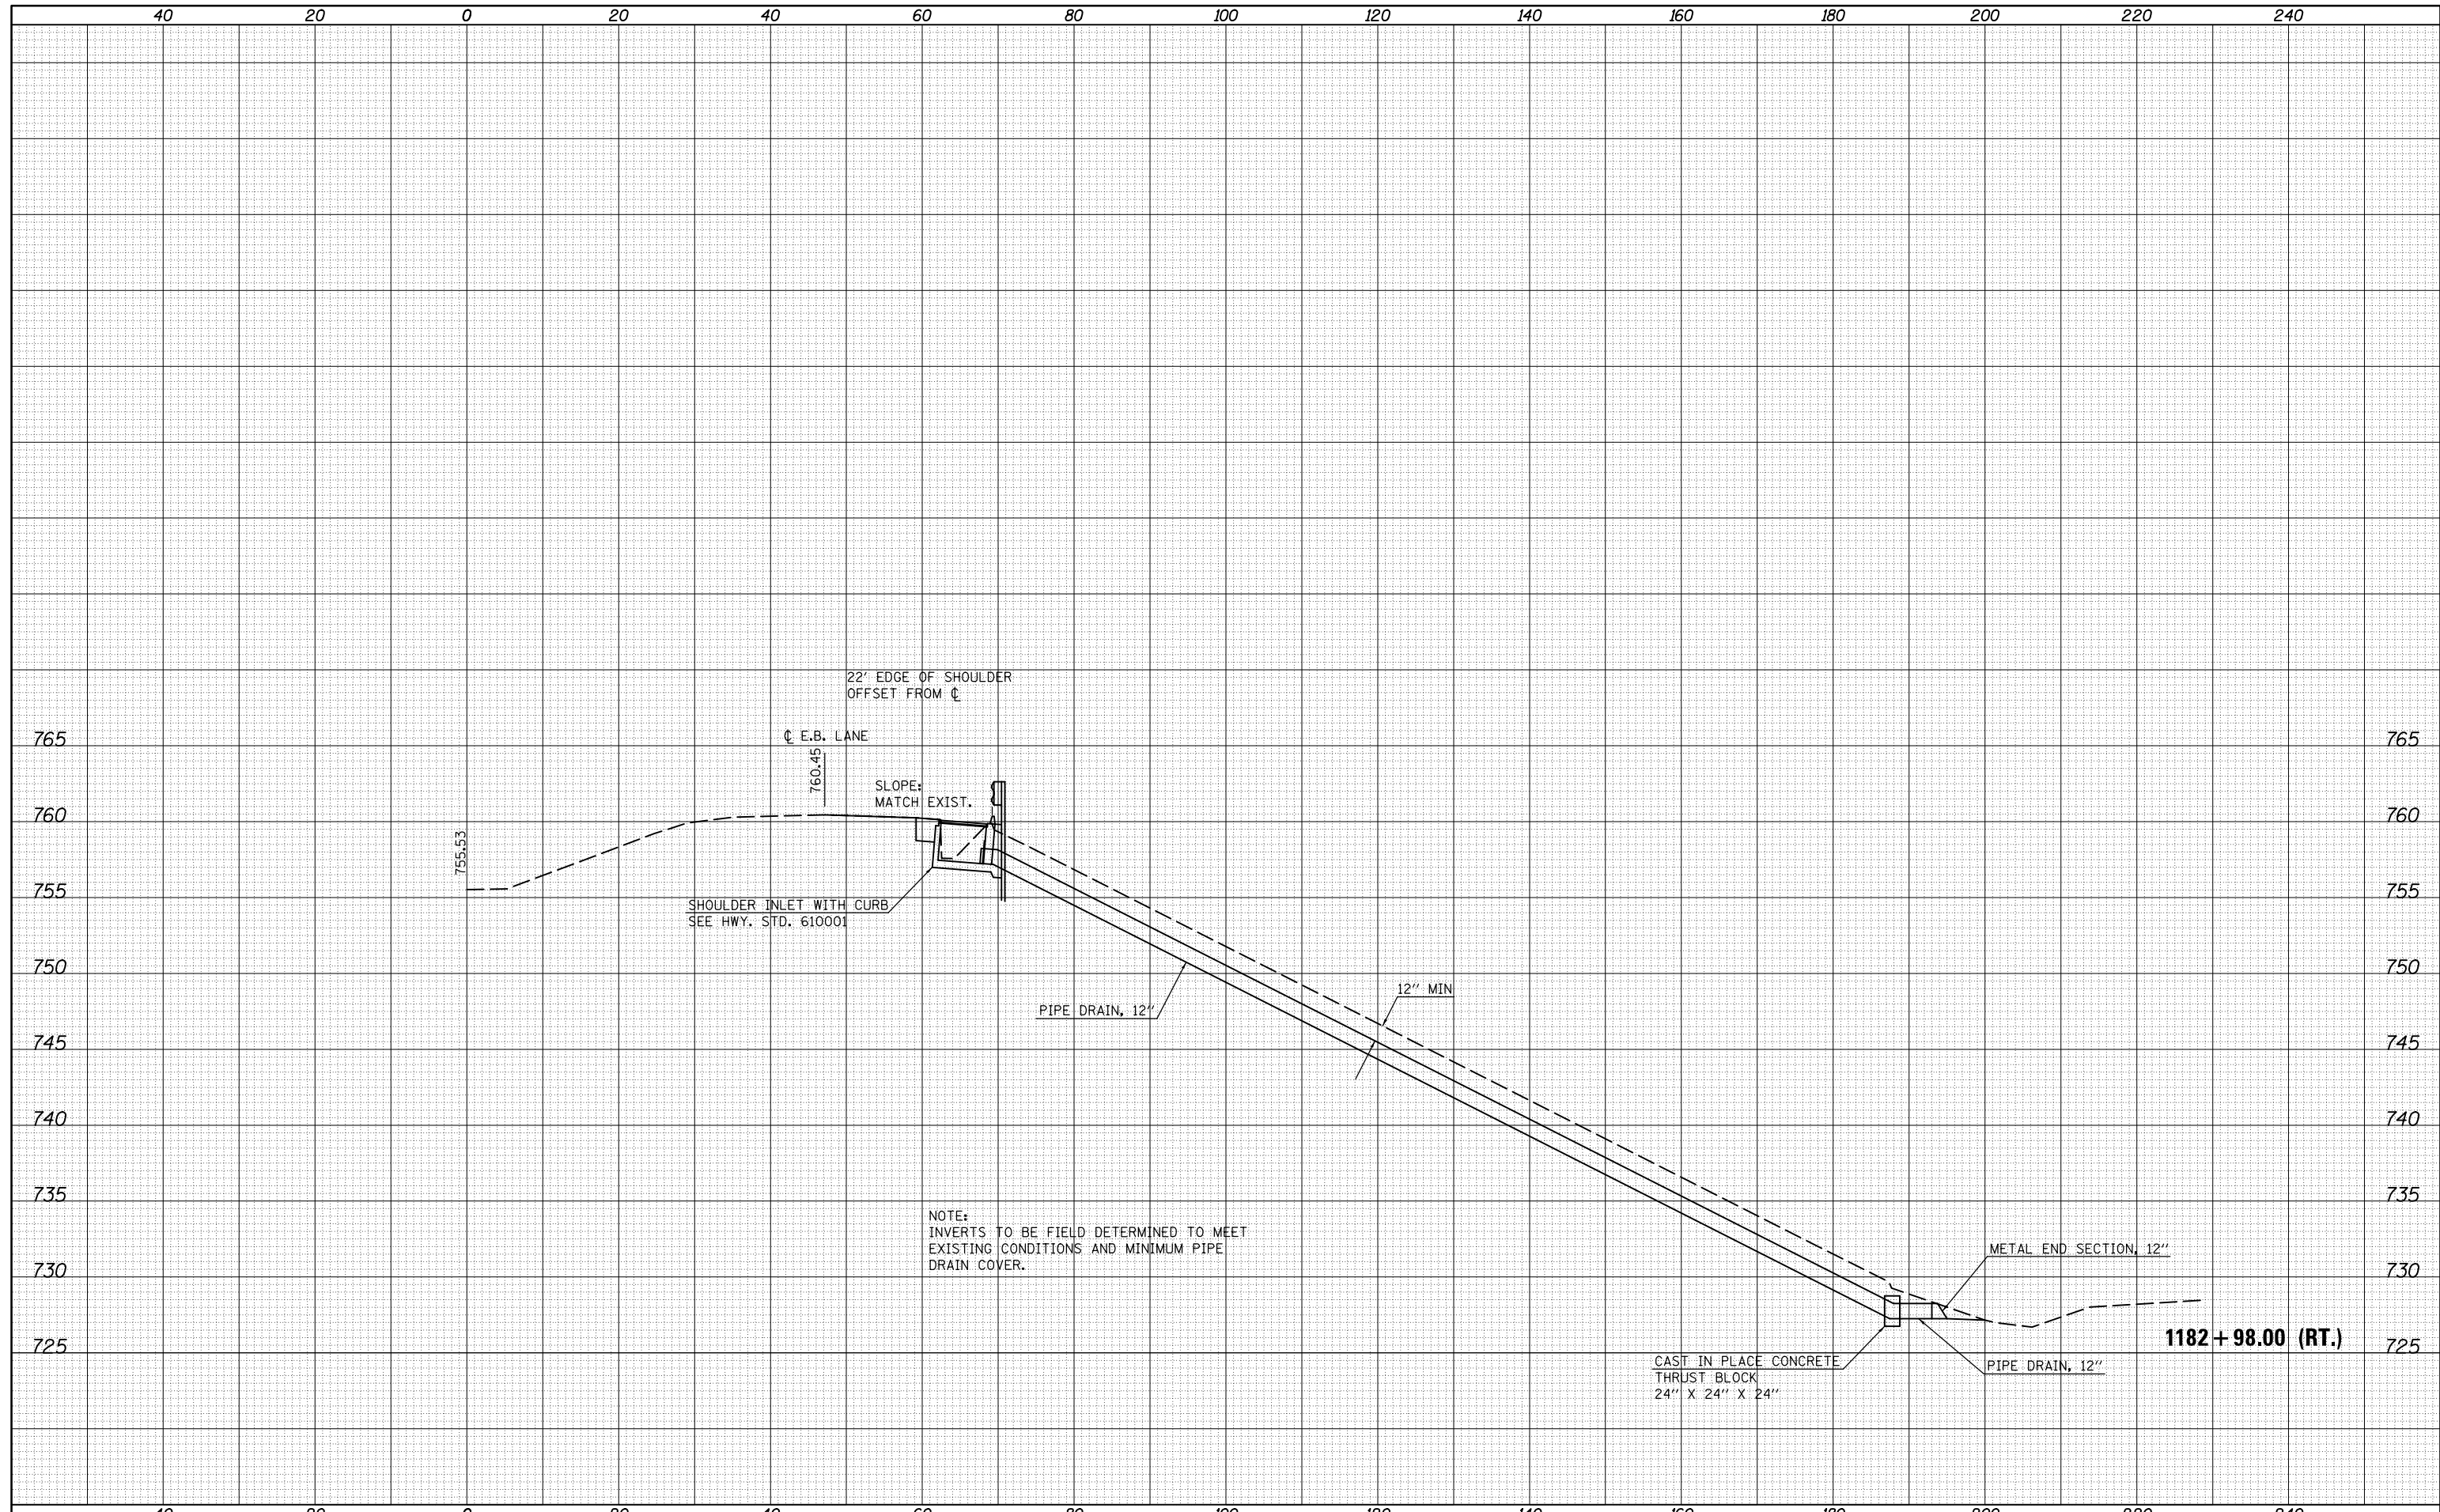 40 20 0 20 40 60 80 100 120 140 160 180 200 220 240
22' EDGE OF SHOULDER
OFFSET FROM ℄
765 765
℄ E.B. LANE
760.45
SLOPE:
MATCH EXIST.
760 760
755.53
755 755
SHOULDER INLET WITH CURB
SEE HWY. STD. 610001
750 750
12" MIN
PIPE DRAIN, 12"
745 745
740 740
735 735
NOTE:
INVERTS TO BE FIELD DETERMINED TO MEET
EXISTING CONDITIONS AND MINIMUM PIPE
DRAIN COVER.
METAL END SECTION, 12"
730 730
1182+98.00 (RT.)
725 725
CAST IN PLACE CONCRETE
THRUST BLOCK
24" X 24" X 24"
PIPE DRAIN, 12"